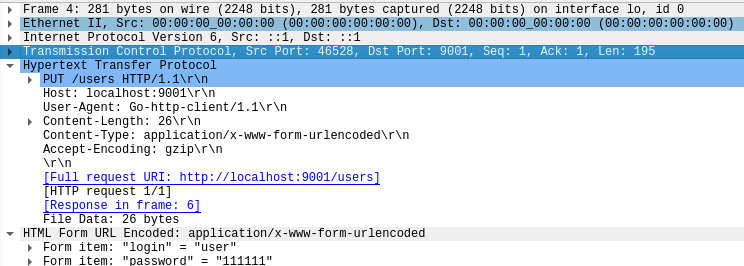 Frame 4: 281 bytes on wire (2248 bits), 281 bytes captured (2248 bits) on interface lo, id 0
Ethernet II, Src: 00:00:00_00:00:00 (00:00:00:00:00:00), Dst: 00:00:00_00:00:00 (00:00:00:00:00:00)
Internet Protocol Version 6, Src: ::1, Dst: ::1
Transmission Control Protocol, Src Port: 46528, Dst Port: 9001, Seq: 1, Ack: 1, Len: 195
Hypertext Transfer Protocol
PUT /users HTTP/1.1\r\n
Host: localhost:9001\r\n
User-Agent: Go-http-client/1.1\r\n
Content-Length: 26\r\n
Content-Type: application/x-www-form-urlencoded\r\n
Accept-Encoding: gzip\r\n
\r\n
[Full request URI: http://localhost:9001/users]
[HTTP request 1/1]
[Response in frame: 6]
File Data: 26 bytes
HTML Form URL Encoded: application/x-www-form-urlencoded
Form item: "login" = "user"
Form item: "password" = "111111"